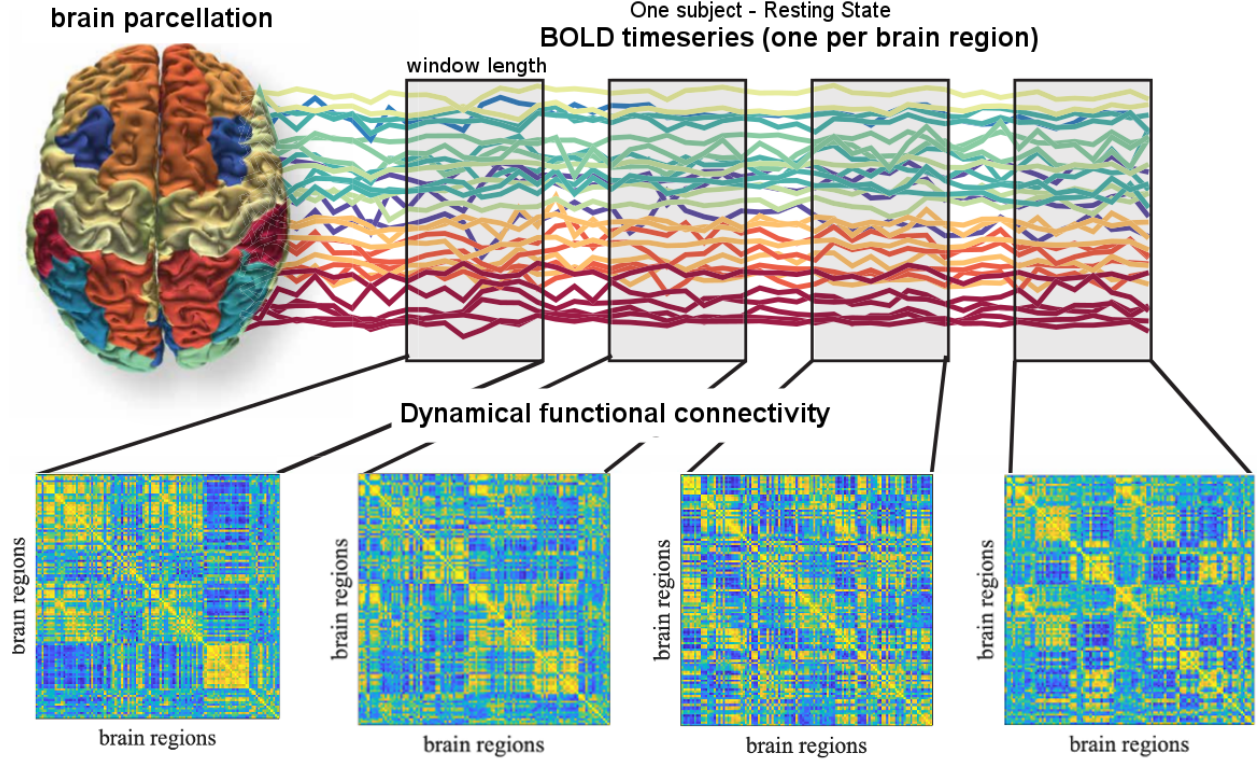 brain parcellation
One subject - Resting State
BOLD timeseries (one per brain region)
window length
Dynamical functional connectivity
brain regions
brain regions
brain regions
brain regions
brain regions
brain regions
brain regions
brain regions